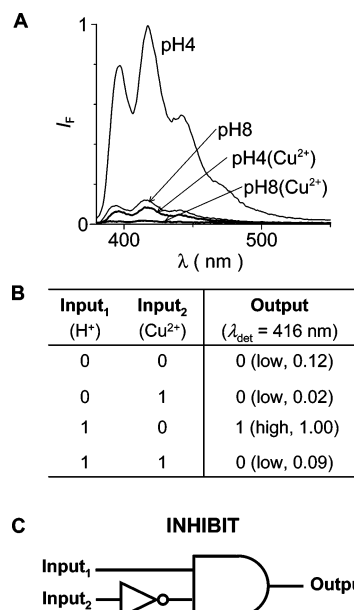 A
pH4
1
pH8
I_F
pH4(Cu²⁺)
pH8(Cu²⁺)
0
400 500
λ ( nm )
B
Input₁ Input₂ Output
(H⁺) (Cu²⁺) (λ_det = 416 nm)
0 0 0 (low, 0.12)
0 1 0 (low, 0.02)
1 0 1 (high, 1.00)
1 1 0 (low, 0.09)
C INHIBIT
Input₁
Outpu
Input₂